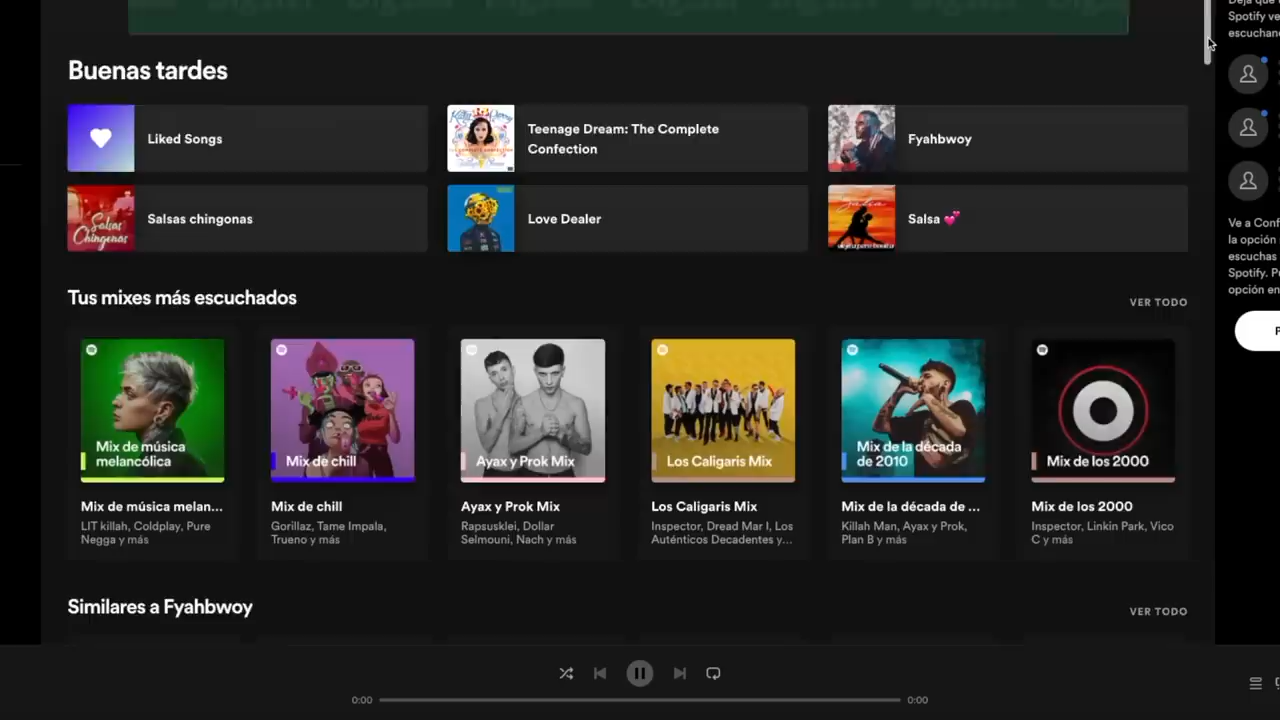 Spotify ve
escuchand
Buenas tardes
Liked Songs
Teenage Dream: The Complete
Confection
Fyahbwoy
Salsas
Chingonas
Salsas chingonas
Love Dealer
Salsa 💕
Ve a Conf
la opción
escuchas
Spotify. P
opción en
Tus mixes más escuchados
VER TODO
Mix de música
melancólica
Mix de chill
Ayax y Prok Mix
Los Caligaris Mix
Mix de la década
de 2010
Mix de los 2000
Mix de música melan...
LIT killah, Coldplay, Pure
Negga y más
Mix de chill
Gorillaz, Tame Impala,
Trueno y más
Ayax y Prok Mix
Rapsusklei, Dollar
Selmouni, Nach y más
Los Caligaris Mix
Inspector, Dread Mar I, Los
Auténticos Decadentes y...
Mix de la década de ...
Killah Man, Ayax y Prok,
Plan B y más
Mix de los 2000
Inspector, Linkin Park, Vico
C y más
Similares a Fyahbwoy
VER TODO
0:00
0:00